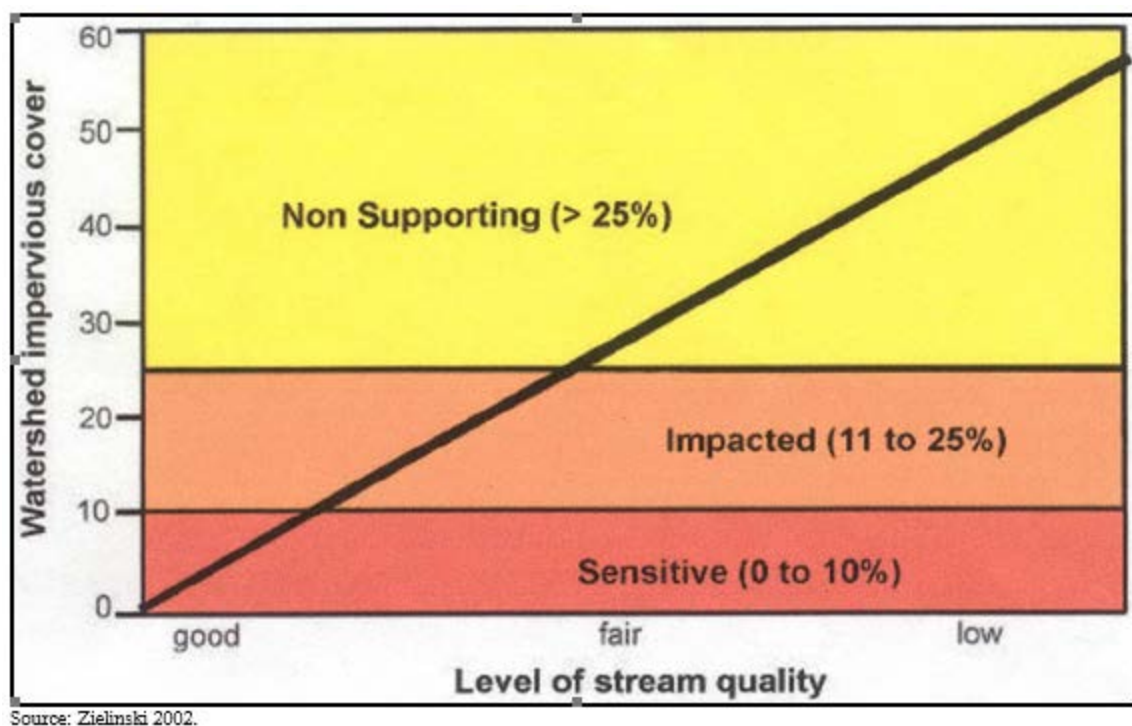 Watershed impervious cover
60
50
40
30
20
10
0
Non Supporting (> 25%)
Impacted (11 to 25%)
Sensitive (0 to 10%)
good fair low
Level of stream quality
Source: Zielinski 2002.